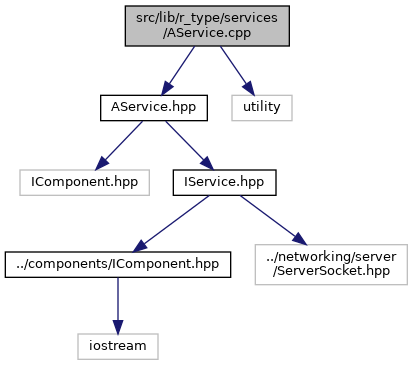 src/lib/r_type/services
/AService.cpp
AService.hpp
utility
IComponent.hpp
IService.hpp
../components/IComponent.hpp
../networking/server
/ServerSocket.hpp
iostream